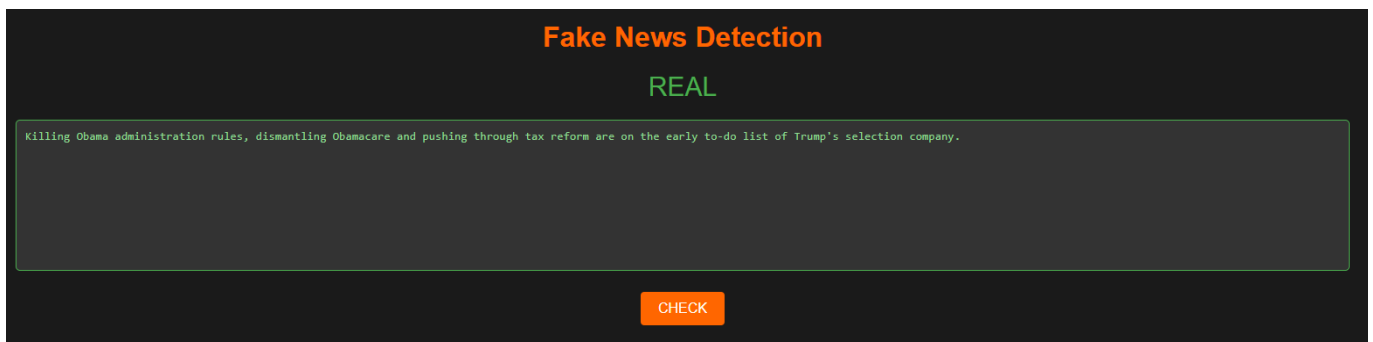 Fake News Detection
REAL
Killing Obama administration rules, dismantling Obamacare and pushing through tax reform are on the early to-do list of Trump's selection company.
CHECK